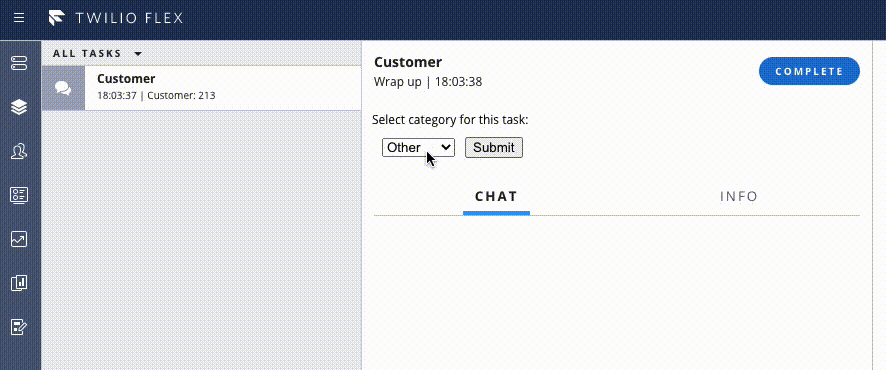 TWILIO FLEX
ALL TASKS
Customer
18:03:37 | Customer: 213
Customer
Wrap up | 18:03:38
COMPLETE
Select category for this task:
Other
Submit
CHAT
INFO